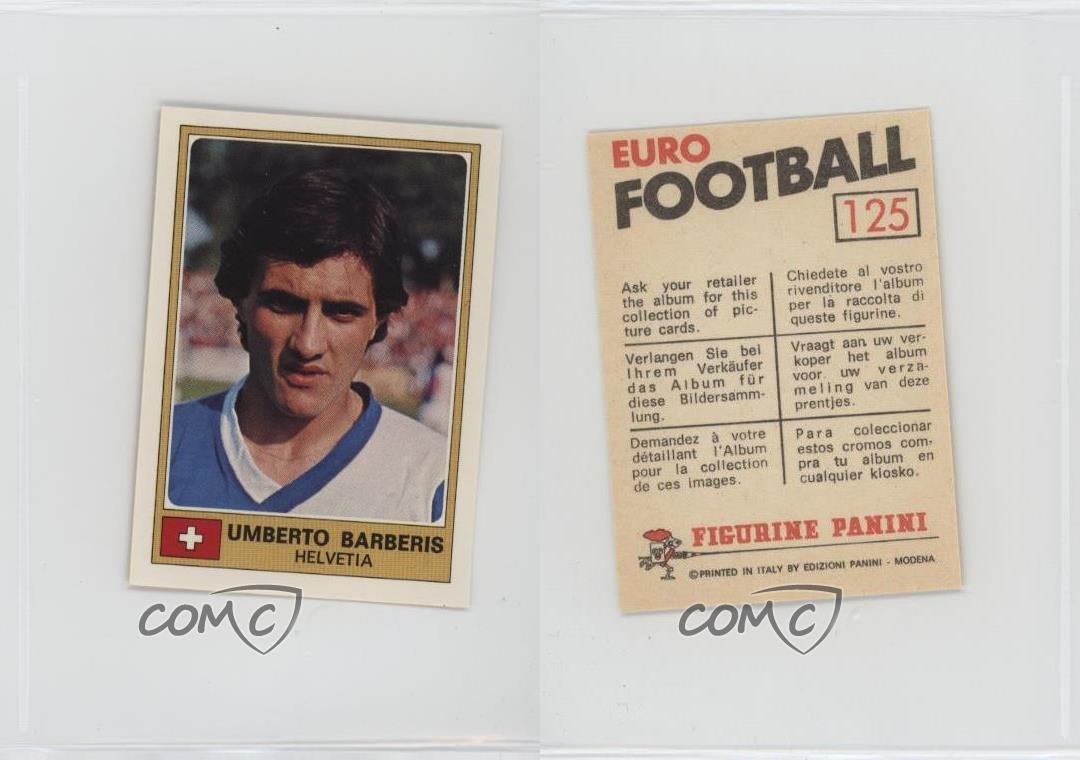 UMBERTO BARBERIS
HELVETIA
COMC
EURO
FOOTBALL
125
Ask your retailer
the album for this
collection of pic-
ture cards.
Chiedete al vostro
rivenditore l'album
per la raccolta di
queste figurine.
Verlangen Sie bei
Ihrem Verkäufer
das Album für
diese Bildersamm-
lung.
Vraagt aan uw ver-
koper het album
voor uw verza-
meling van deze
prentjes.
Demandez à votre
détaillant l'Album
pour la collection
de ces images.
Para coleccionar
estos cromos com-
pra tu album en
cualquier kiosko.
FIGURINE PANINI
©PRINTED IN ITALY BY EDIZIONI PANINI - MODENA
COMC